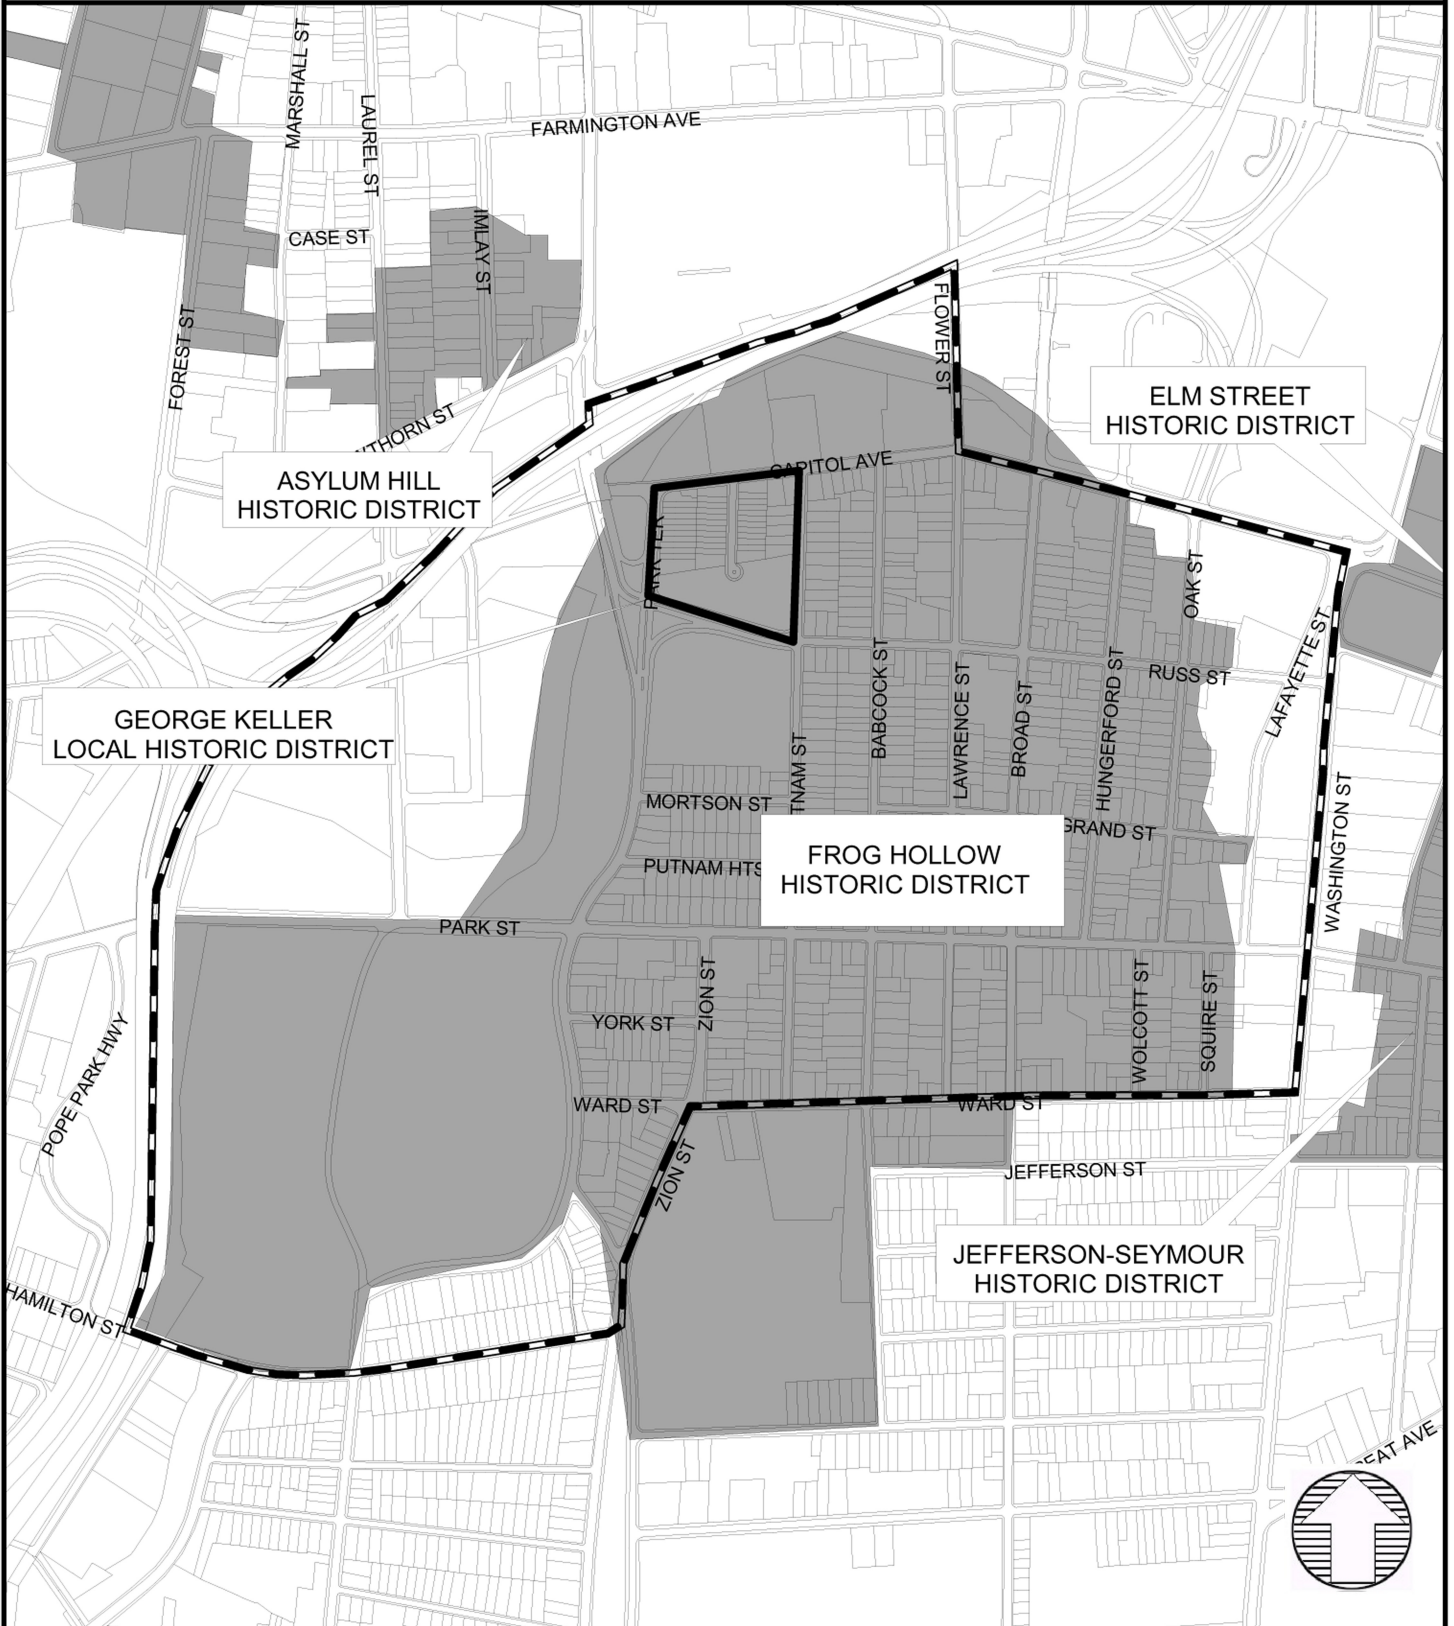 MARSHALL ST
LAUREL ST
FARMINGTON AVE
CASE ST
IMLAY ST
FOREST ST
FLOWER ST
ELM STREET
HISTORIC DISTRICT
ASYLUM HILL
HISTORIC DISTRICT
CAPITOL AVE
OAK ST
LAFAYETTE ST
RUSS ST
BABCOCK ST
LAWRENCE ST
BROAD ST
HUNGERFORD ST
GEORGE KELLER
LOCAL HISTORIC DISTRICT
TNAM ST
MORTSON ST
GRAND ST
WASHINGTON ST
PUTNAM HTS
FROG HOLLOW
HISTORIC DISTRICT
PARK ST
ZION ST
WOLCOTT ST
SQUIRE ST
YORK ST
POPE PARK HWY
WARD ST
WARD ST
ZION ST
JEFFERSON ST
JEFFERSON-SEYMOUR
HISTORIC DISTRICT
HAMILTON ST